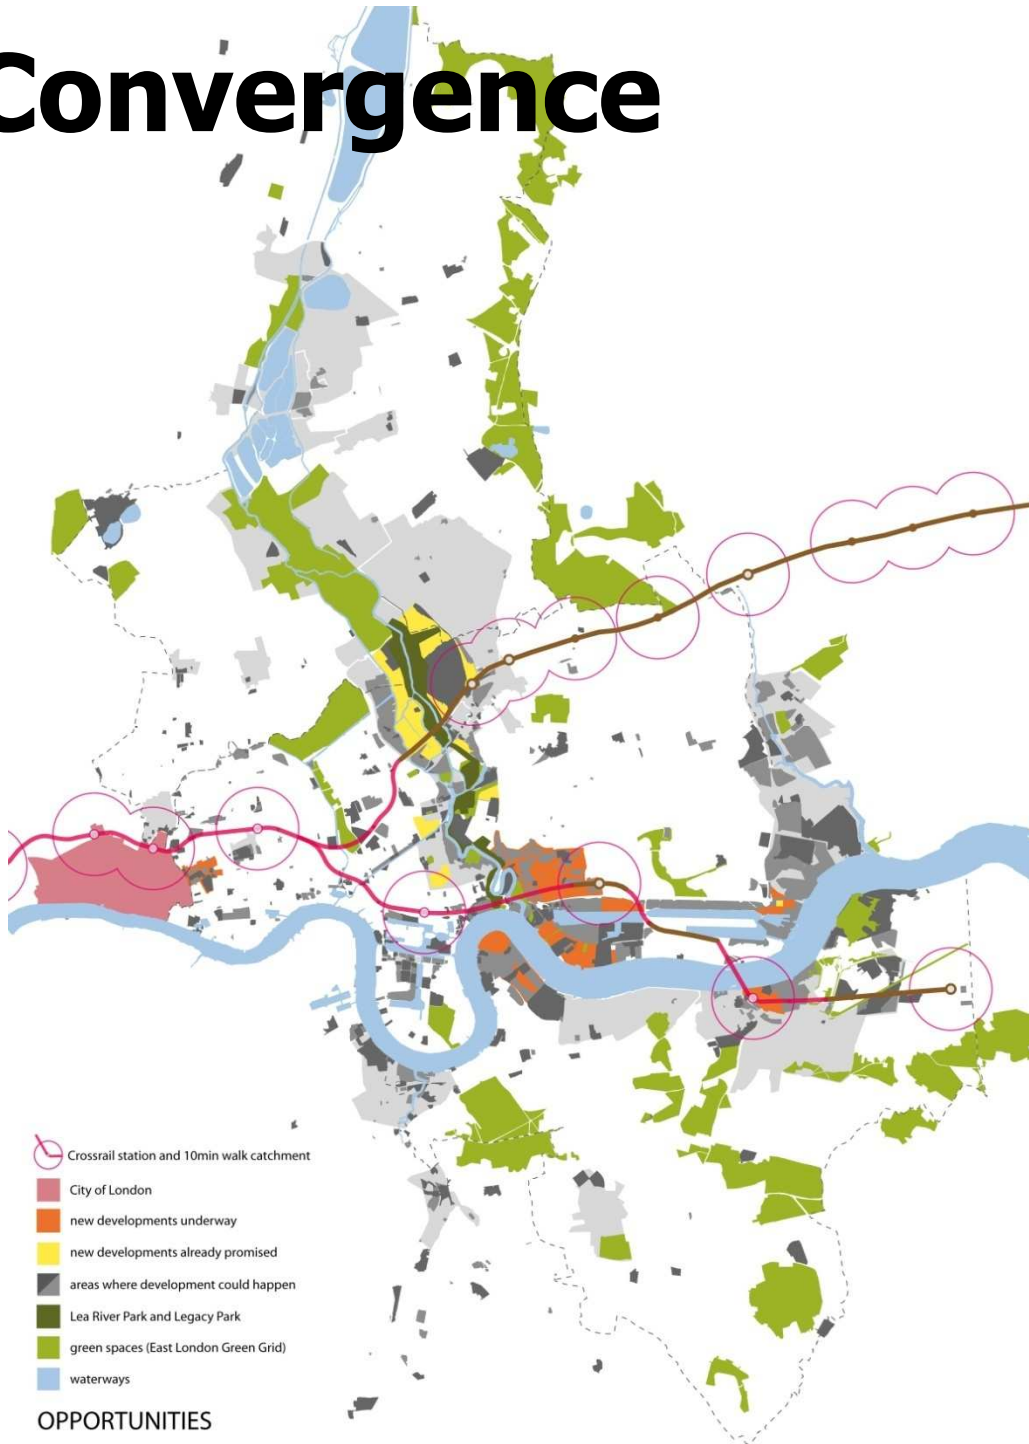 Convergence
Crossrail station and 10min walk catchment
City of London
new developments underway
new developments already promised
areas where development could happen
Lea River Park and Legacy Park
green spaces (East London Green Grid)
waterways
OPPORTUNITIES